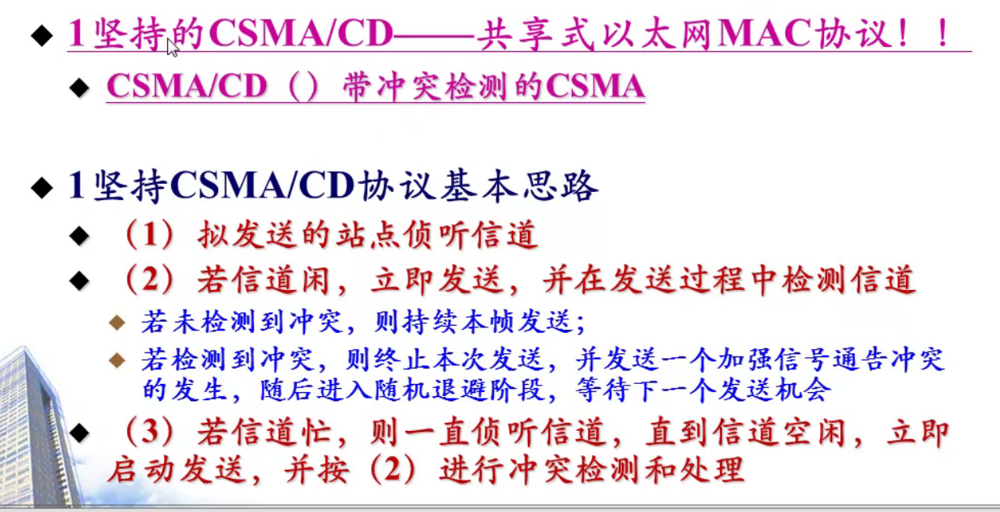 1坚持的CSMA/CD——共享式以太网MAC协议！！
CSMA/CD（）带冲突检测的CSMA
1坚持CSMA/CD协议基本思路
（1）拟发送的站点侦听信道
（2）若信道闲，立即发送，并在发送过程中检测信道
若未检测到冲突，则持续本帧发送；
若检测到冲突，则终止本次发送，并发送一个加强信号通告冲突
的发生，随后进入随机退避阶段，等待下一个发送机会
（3）若信道忙，则一直侦听信道，直到信道空闲，立即
启动发送，并按（2）进行冲突检测和处理